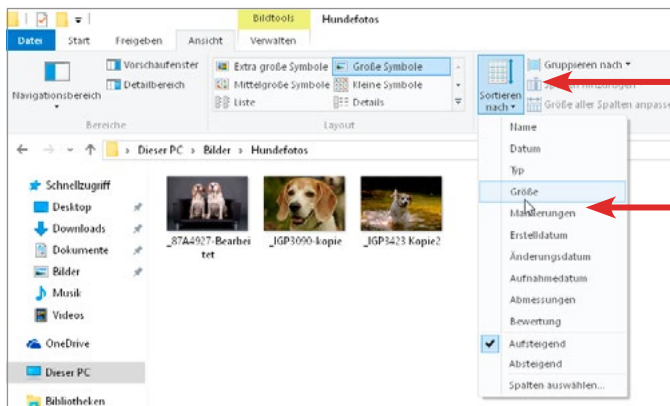 Bildtools Hundefotos
Datei Start Freigeben Ansicht Verwalten
Navigationsbereich
Vorschaufenster
Detailbereich
Bereiche
Extra große Symbole Große Symbole
Mittelgroße Symbole Kleine Symbole
Liste Details
Layout
Sortieren
nach
Gruppieren nach
Spalten hinzufügen
Größe aller Spalten anpasse
Dieser PC › Bilder › Hundefotos
Schnellzugriff
Desktop
Downloads
Dokumente
Bilder
Musik
Videos
OneDrive
Dieser PC
Bibliotheken
_87A4927-Bearbei
tet
_IGP3090-kopie
_IGP3423 Kopie2
Name
Datum
Typ
Größe
Markierungen
Erstelldatum
Änderungsdatum
Aufnahmedatum
Abmessungen
Bewertung
Aufsteigend
Absteigend
Spalten auswählen...